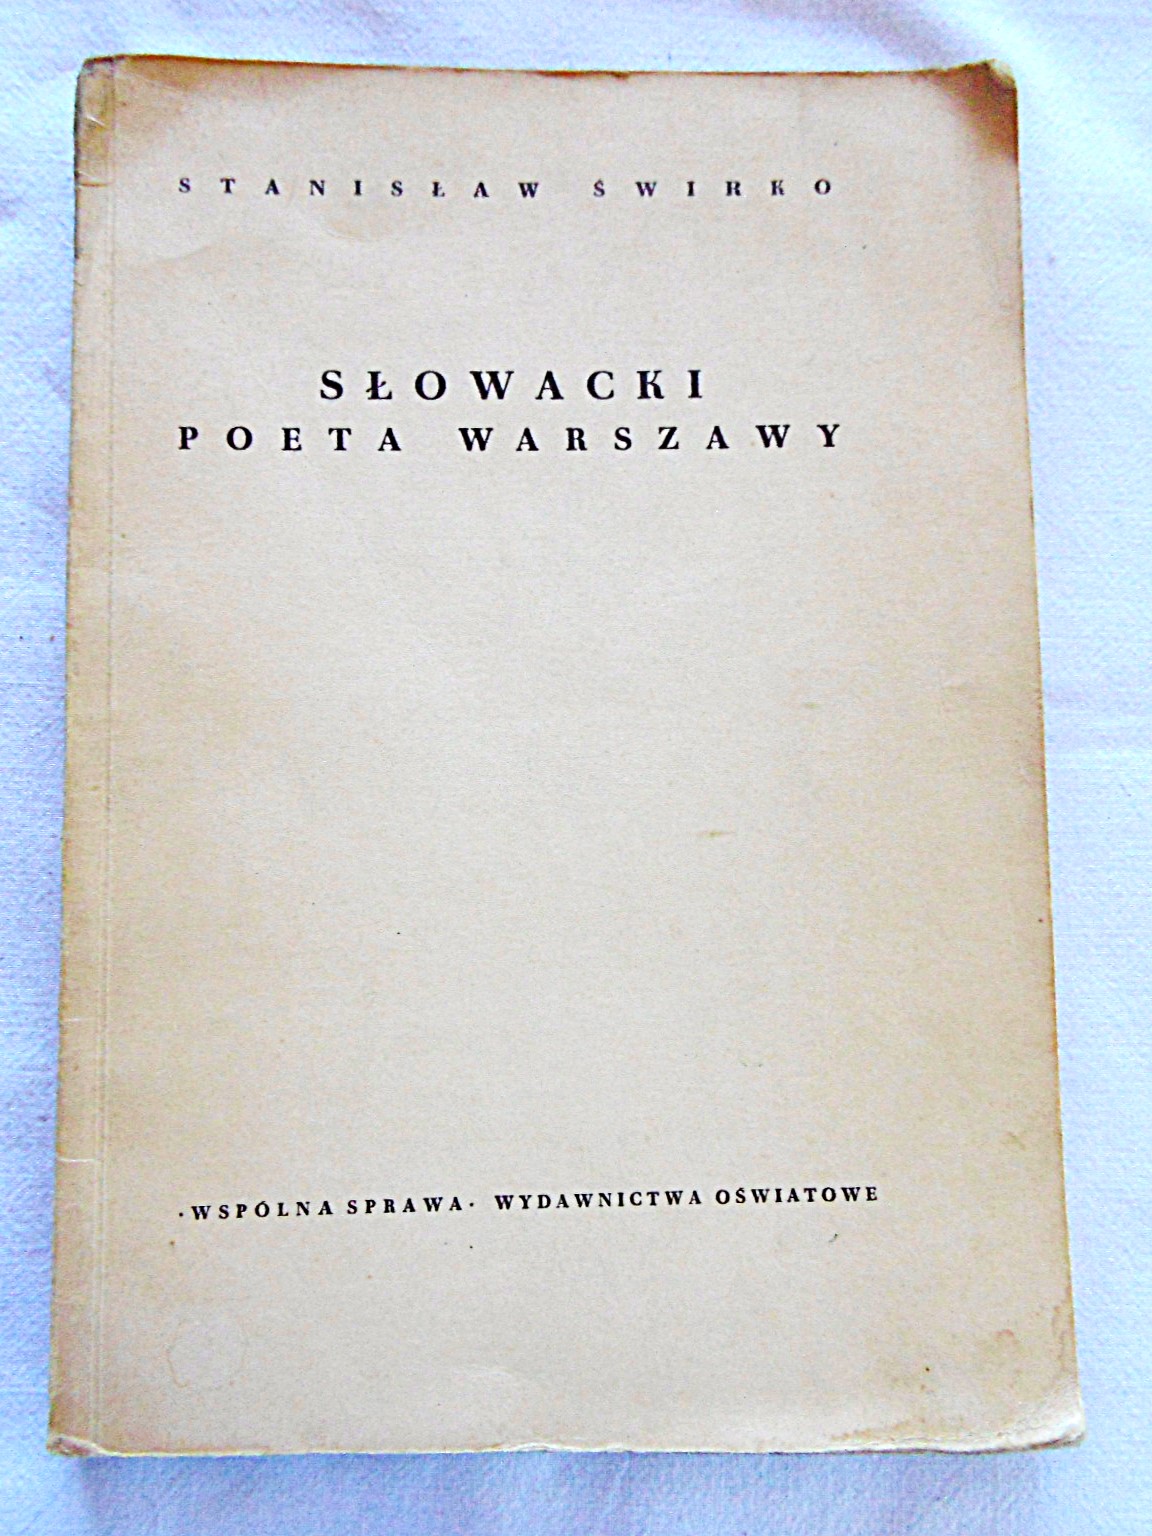 STANISŁAW ŚWIRKO
SŁOWACKI
POETA WARSZAWY
·WSPÓLNA SPRAWA· WYDAWNICTWA OŚWIATOWE